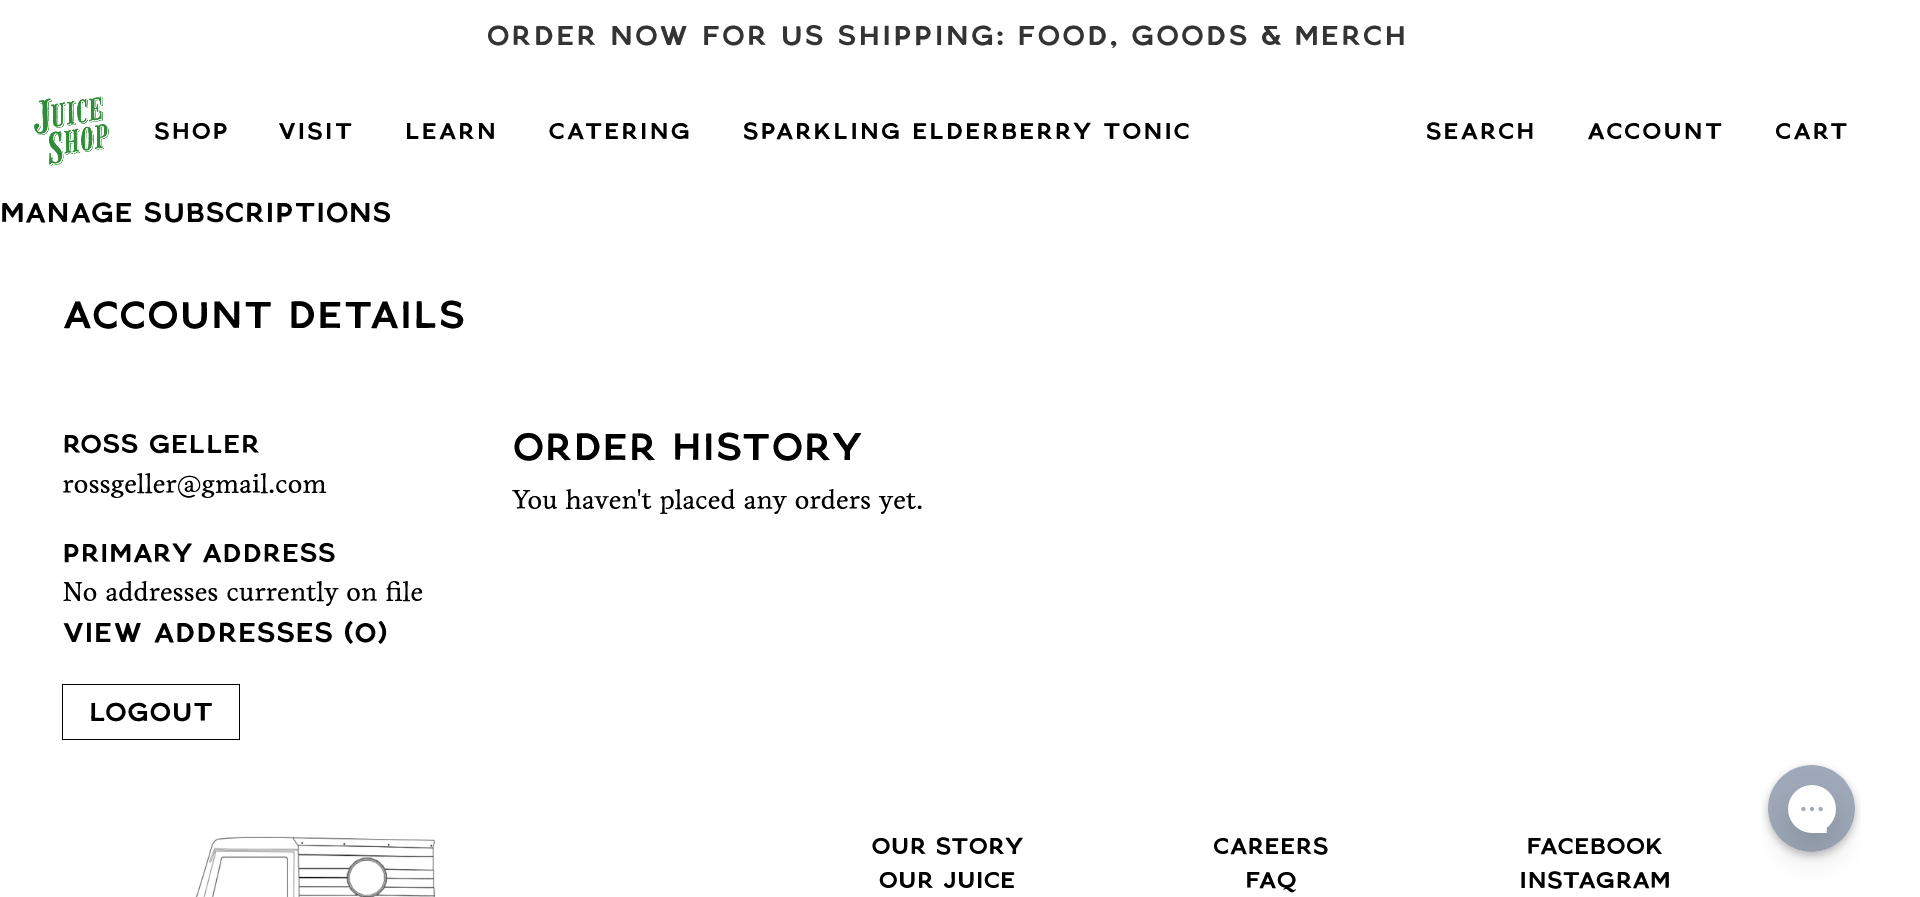 ORDER NOW FOR US SHIPPING: FOOD, GOODS & MERCH
JUICE
SHOP
SHOP VISIT LEARN CATERING SPARKLING ELDERBERRY TONIC SEARCH ACCOUNT CART
MANAGE SUBSCRIPTIONS
ACCOUNT DETAILS
ROSS GELLER
rossgeller@gmail.com
PRIMARY ADDRESS
No addresses currently on file
VIEW ADDRESSES (0)
LOGOUT
ORDER HISTORY
You haven't placed any orders yet.
OUR STORY
OUR JUICE
CAREERS
FAQ
FACEBOOK
INSTAGRAM